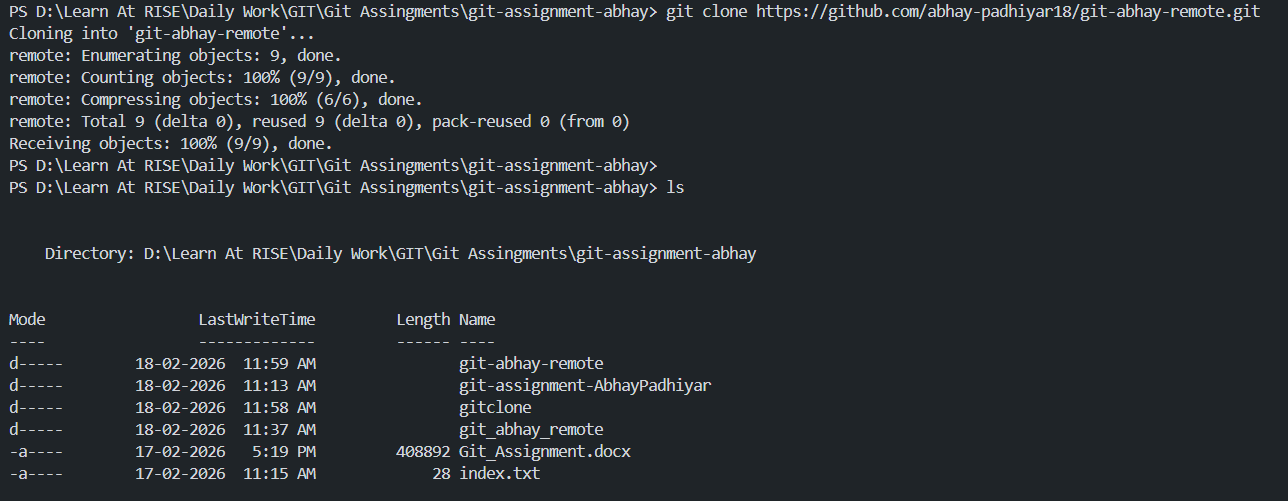 PS D:\Learn At RISE\Daily Work\GIT\Git Assingments\git-assignment-abhay> git clone https://github.com/abhay-padhiyar18/git-abhay-remote.git
Cloning into 'git-abhay-remote'...
remote: Enumerating objects: 9, done.
remote: Counting objects: 100% (9/9), done.
remote: Compressing objects: 100% (6/6), done.
remote: Total 9 (delta 0), reused 9 (delta 0), pack-reused 0 (from 0)
Receiving objects: 100% (9/9), done.
PS D:\Learn At RISE\Daily Work\GIT\Git Assingments\git-assignment-abhay>
PS D:\Learn At RISE\Daily Work\GIT\Git Assingments\git-assignment-abhay> ls
Directory: D:\Learn At RISE\Daily Work\GIT\Git Assingments\git-assignment-abhay
Mode LastWriteTime Length Name
---- ------------- ------ ----
d----- 18-02-2026 11:59 AM git-abhay-remote
d----- 18-02-2026 11:13 AM git-assignment-AbhayPadhiyar
d----- 18-02-2026 11:58 AM gitclone
d----- 18-02-2026 11:37 AM git_abhay_remote
-a---- 17-02-2026 5:19 PM 408892 Git_Assignment.docx
-a---- 17-02-2026 11:15 AM 28 index.txt